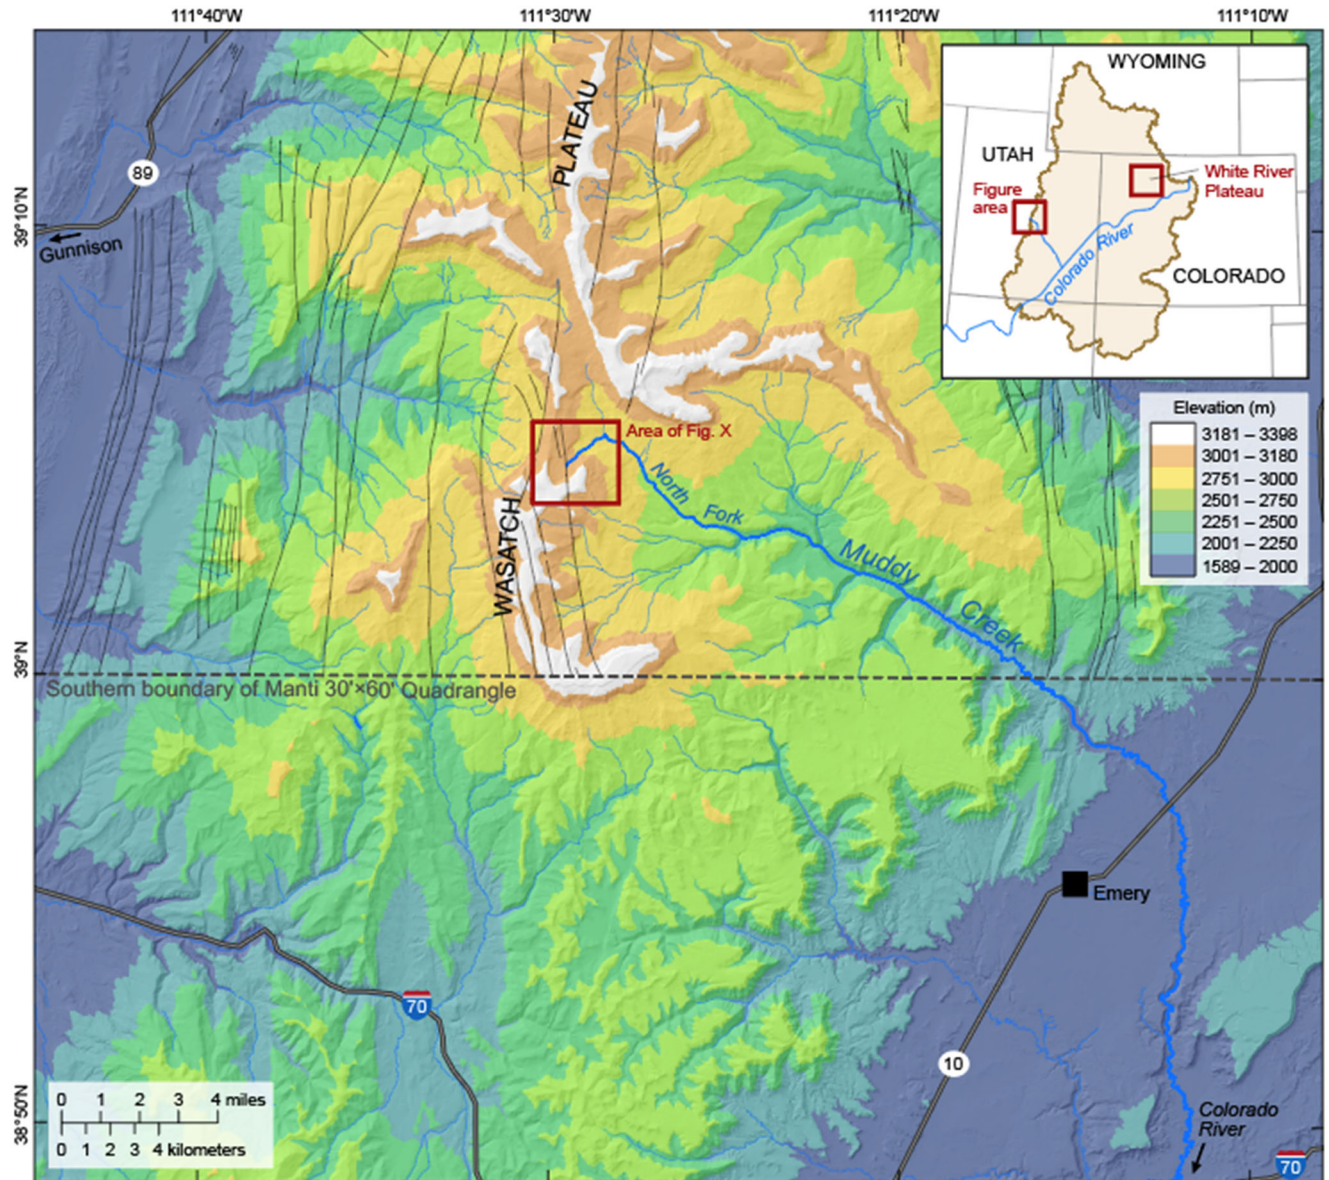 111°40'W
111°30'W
111°20'W
111°10'W
39°10'N
39°N
38°50'N
WYOMING
UTAH
Figure
area
White River
Plateau
Colorado River
COLORADO
PLATEAU
89
Gunnison
Elevation (m)
3181 – 3398
3001 – 3180
2751 – 3000
2501 – 2750
2251 – 2500
2001 – 2250
1589 – 2000
Area of Fig. X
North
Fork
Muddy
Creek
WASATCH
Southern boundary of Manti 30'×60' Quadrangle
Emery
70
10
0 1 2 3 4 miles
0 1 2 3 4 kilometers
Colorado
River
70